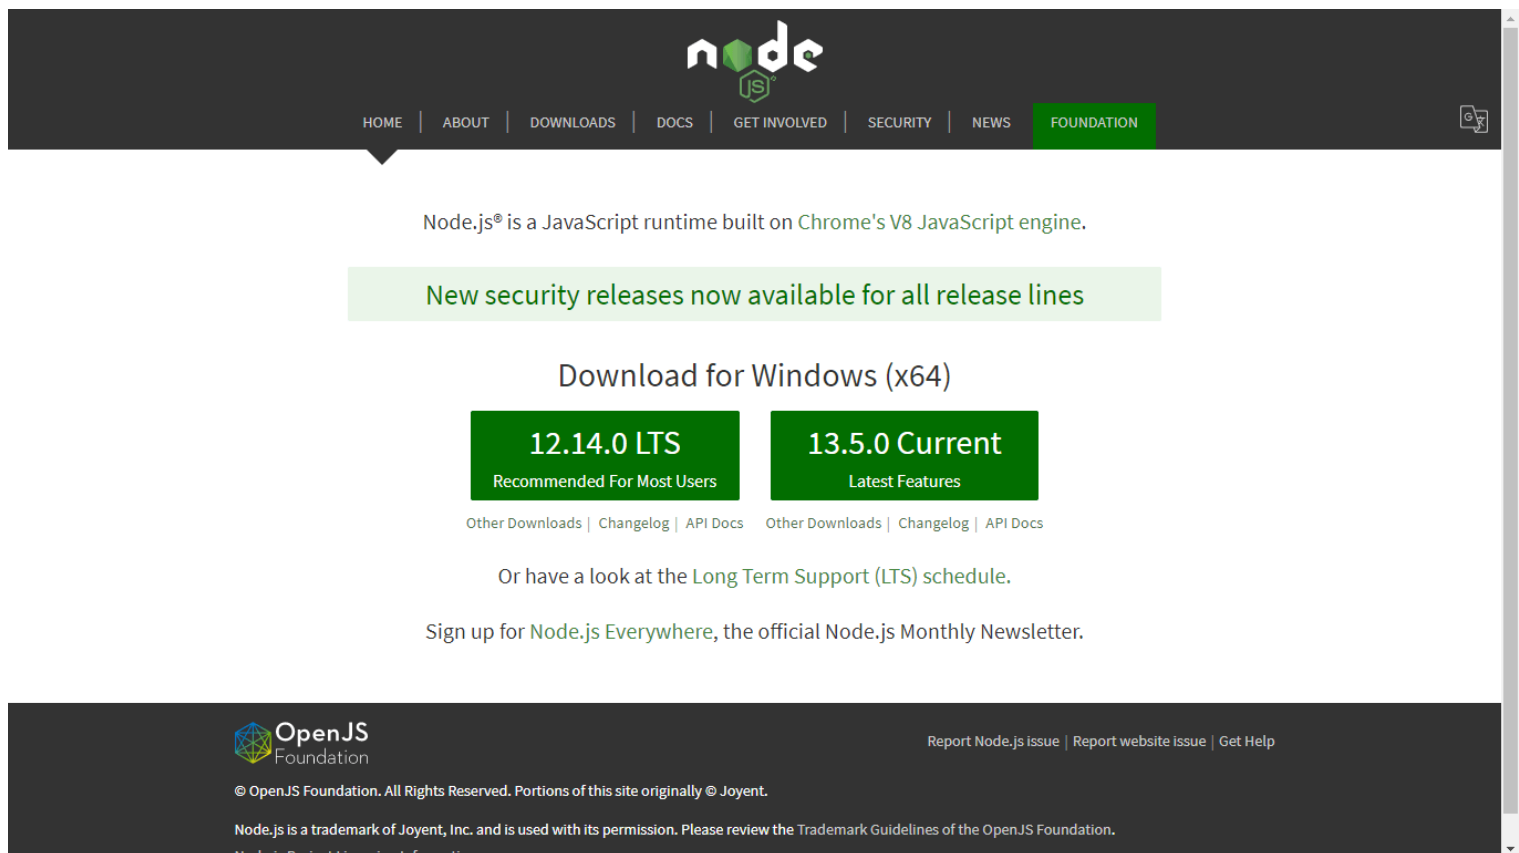 node
JS
HOME | ABOUT | DOWNLOADS | DOCS | GET INVOLVED | SECURITY | NEWS FOUNDATION
Node.js® is a JavaScript runtime built on Chrome's V8 JavaScript engine.
New security releases now available for all release lines
Download for Windows (x64)
12.14.0 LTS
Recommended For Most Users
13.5.0 Current
Latest Features
Other Downloads | Changelog | API Docs
Other Downloads | Changelog | API Docs
Or have a look at the Long Term Support (LTS) schedule.
Sign up for Node.js Everywhere, the official Node.js Monthly Newsletter.
OpenJS
Foundation
Report Node.js issue | Report website issue | Get Help
© OpenJS Foundation. All Rights Reserved. Portions of this site originally © Joyent.
Node.js is a trademark of Joyent, Inc. and is used with its permission. Please review the Trademark Guidelines of the OpenJS Foundation.